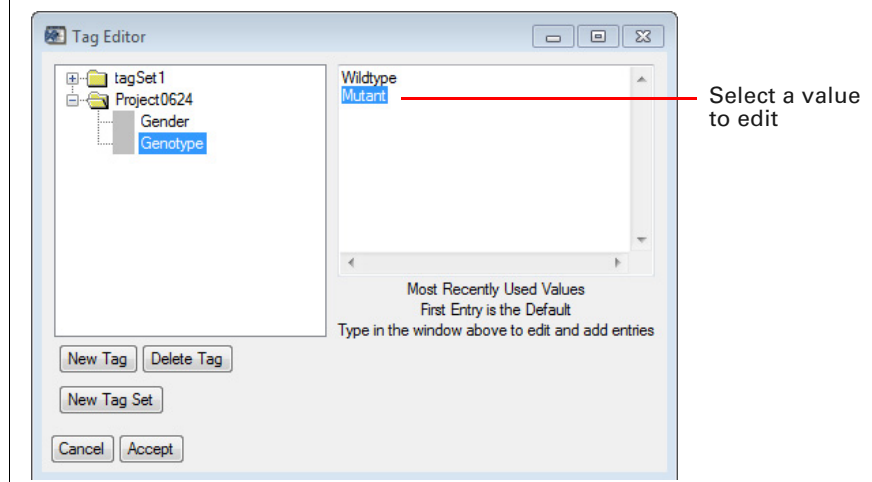 Tag Editor
tagSet1
Project0624
Gender
Genotype
Wildtype
Mutant
Select a value
to edit
Most Recently Used Values
First Entry is the Default
Type in the window above to edit and add entries
New Tag Delete Tag
New Tag Set
Cancel Accept